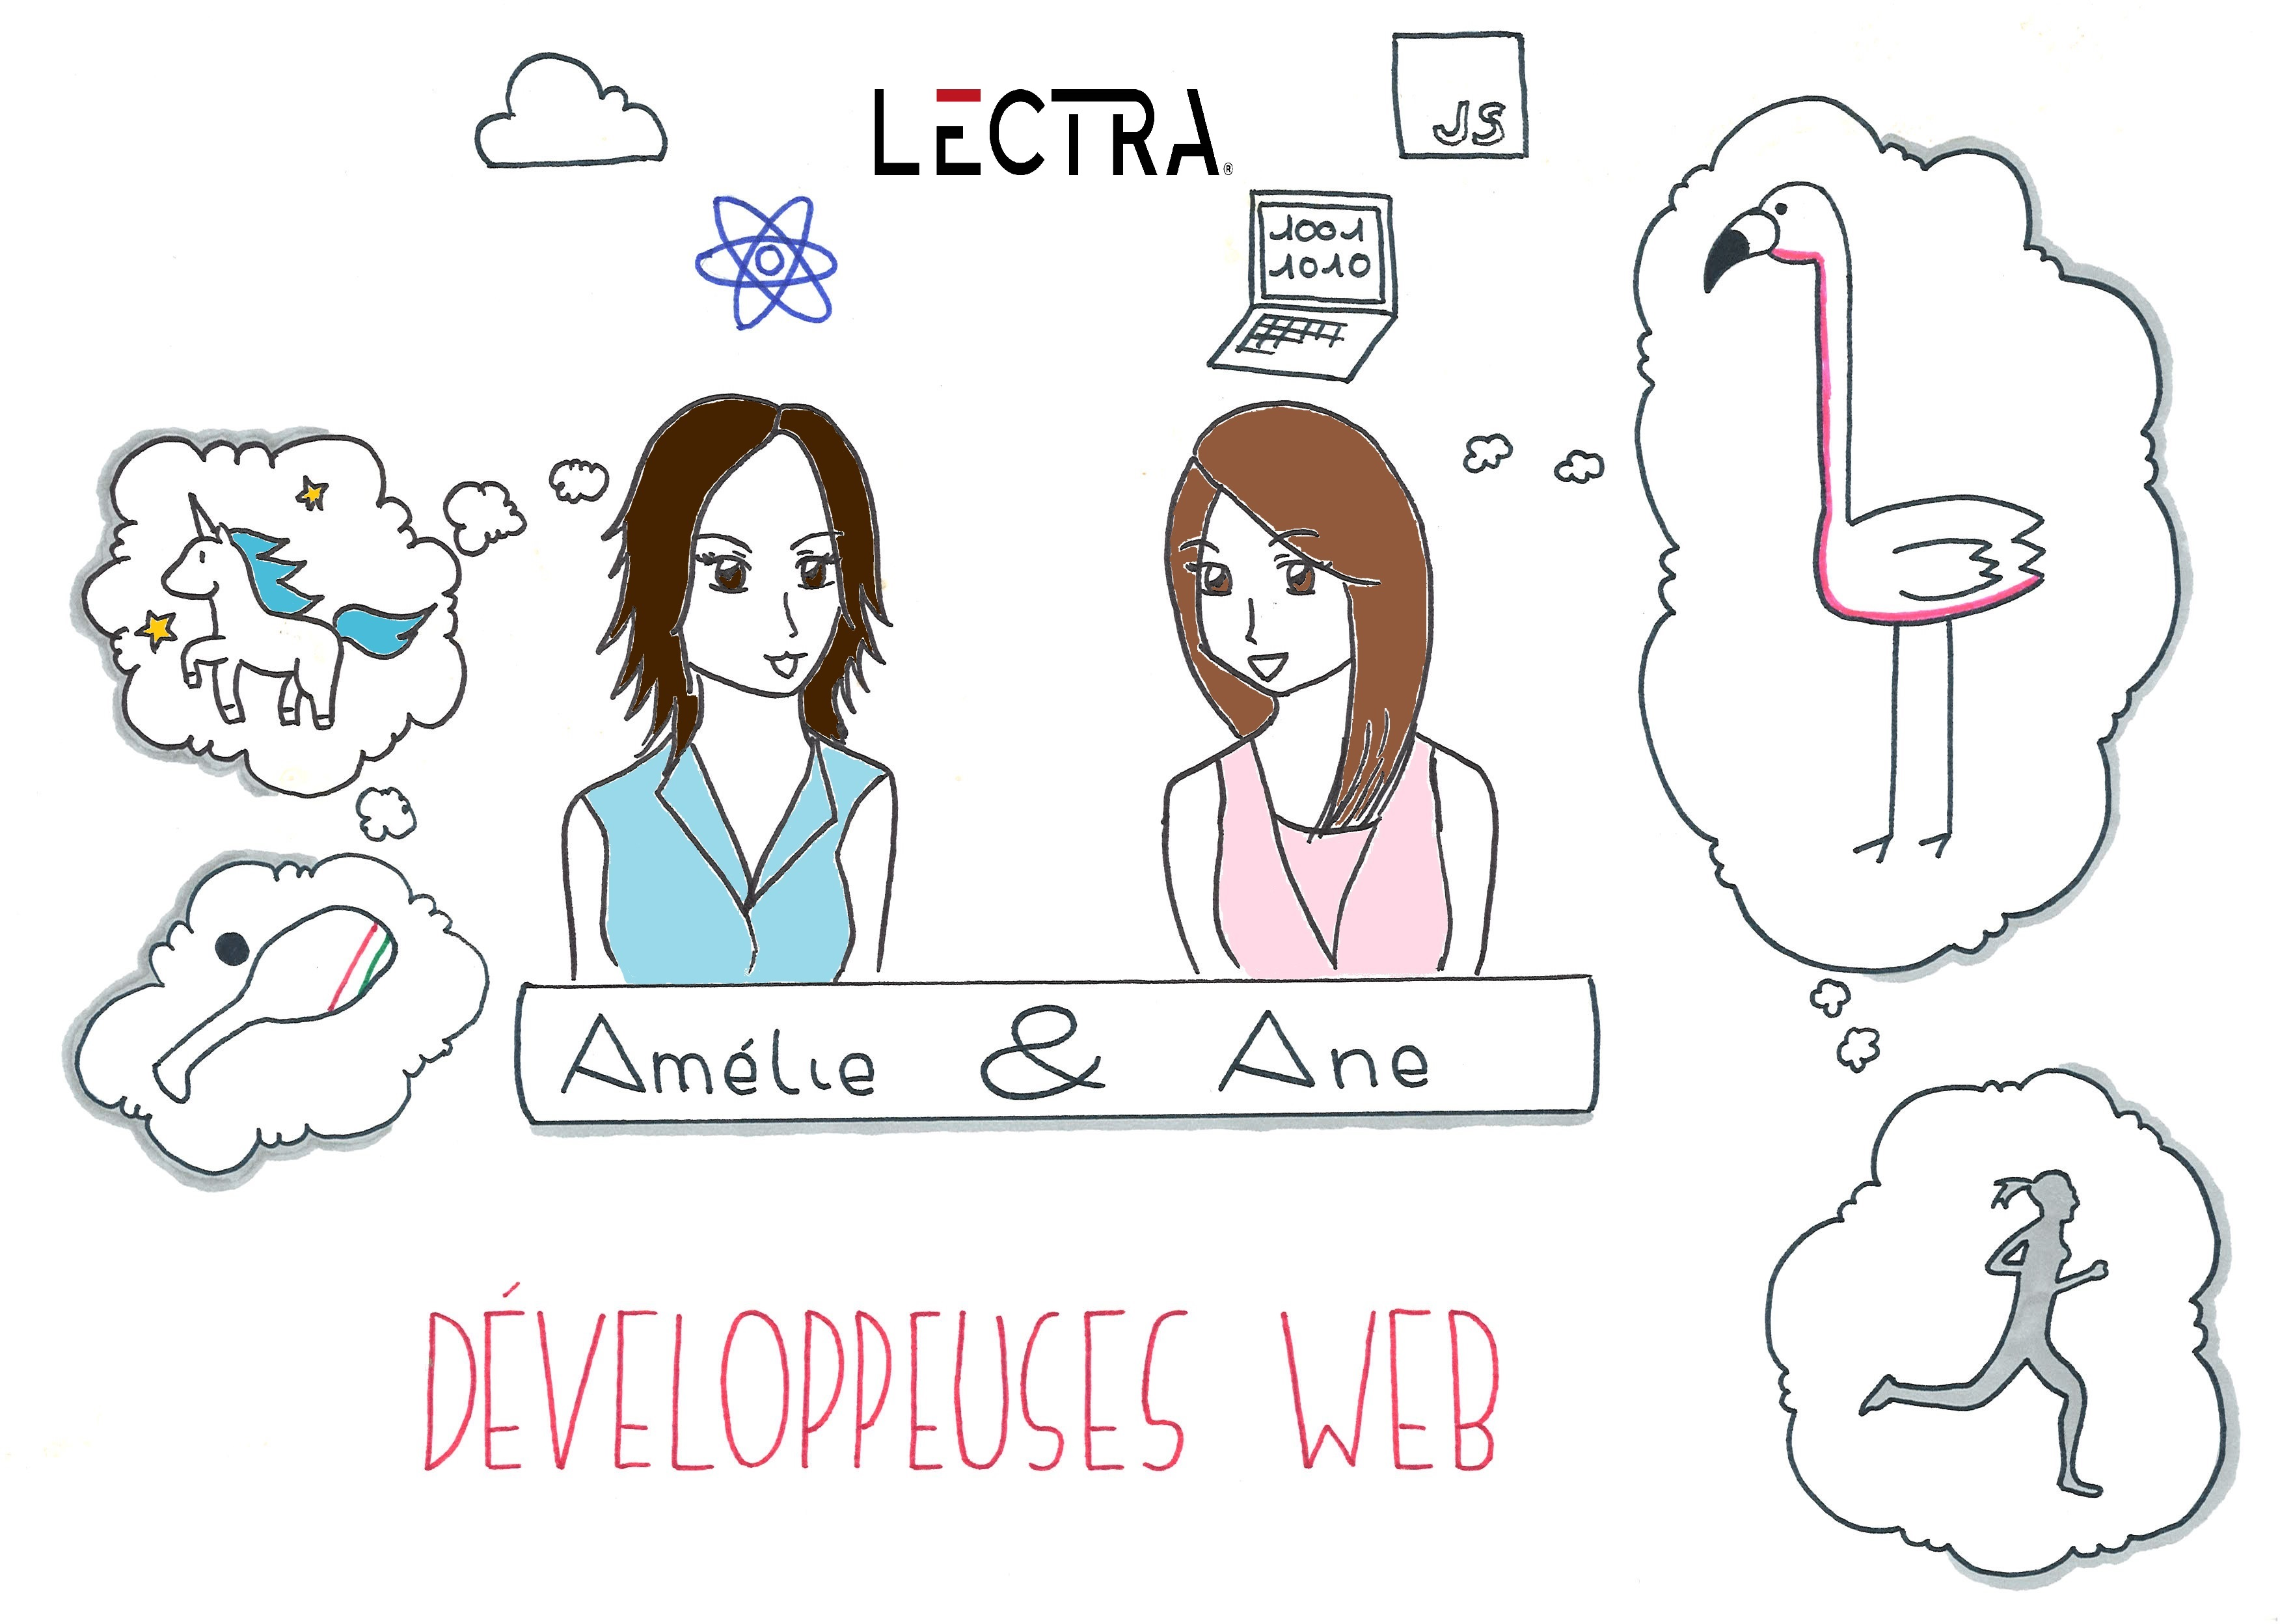 LECTRA®
JS
1001
1010
Amélie & Ane
DÉVELOPPEUSES WEB